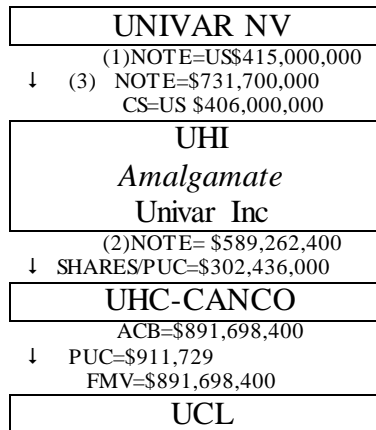 UNIVAR NV
(1)NOTE=US$415,000,000
↓ (3) NOTE=$731,700,000
CS=US $406,000,000
UHI
Amalgamate
Univar Inc
(2)NOTE= $589,262,400
↓ SHARES/PUC=$302,436,000
UHC-CANCO
ACB=$891,698,400
↓ PUC=$911,729
FMV=$891,698,400
UCL